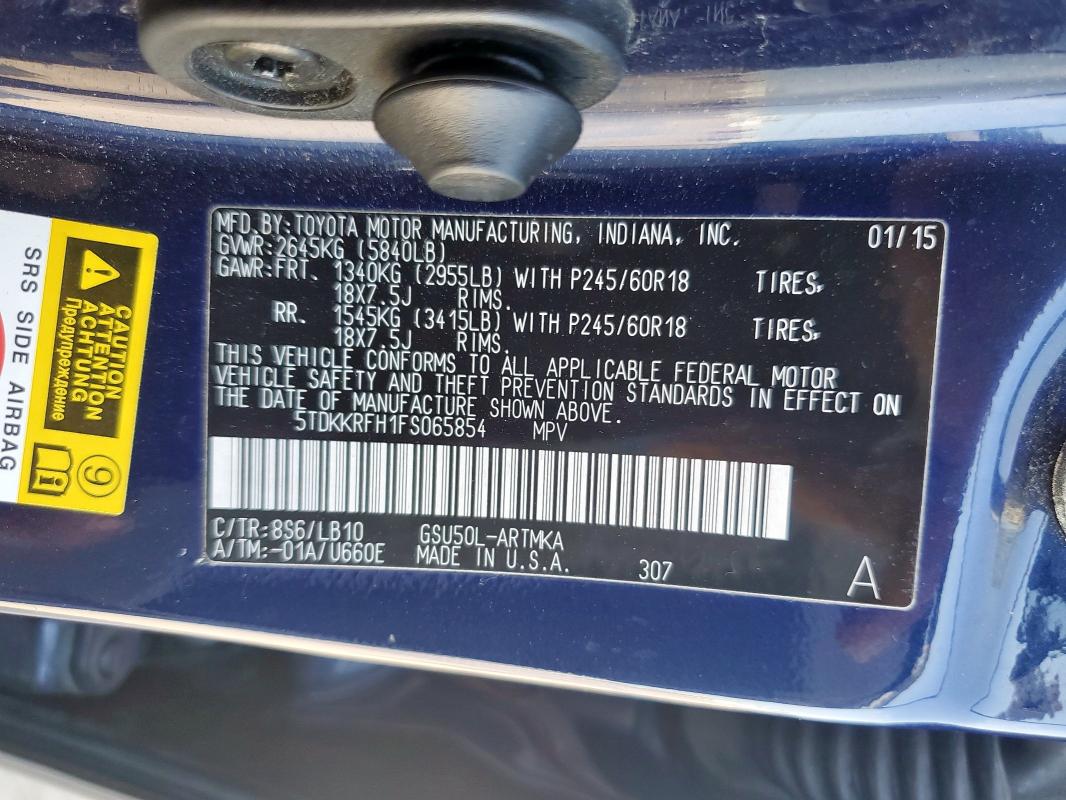 MFD. BY: TOYOTA MOTOR MANUFACTURING, INDIANA, INC. 01/15
GVWR: 2645KG (5840LB)
GAWR: FRT. 1340KG (2955LB) WITH P245/60R18 TIRES,
18X7.5J RIMS.
RR. 1545KG (3415LB) WITH P245/60R18 TIRES,
18X7.5J RIMS.
THIS VEHICLE CONFORMS TO ALL APPLICABLE FEDERAL MOTOR
VEHICLE SAFETY AND THEFT PREVENTION STANDARDS IN EFFECT ON
THE DATE OF MANUFACTURE SHOWN ABOVE.
5TDKKRFH1FS065854 MPV
C/TR: 8S6/LB10 GSU50L-ARTMKA
A/TM: -01A/U660E MADE IN U.S.A. 307 A
CAUTION
ATTENTION
ACHTUNG
Предупреждение
9
SRS SIDE AIRBAG